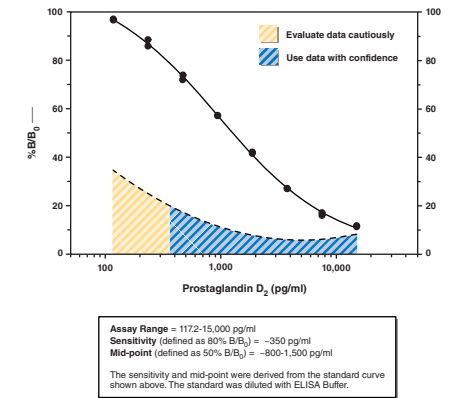 100
100
Evaluate data cautiously
80
80
Use data with confidence
60
60
%B/B0
40
40
20
20
0
0
100
1,000
10,000
Prostaglandin D2 (pg/ml)
Assay Range = 117.2-15,000 pg/ml
Sensitivity (defined as 80% B/B0) = ~350 pg/ml
Mid-point (defined as 50% B/B0) = ~800-1,500 pg/ml
The sensitivity and mid-point were derived from the standard curve
shown above. The standard was diluted with ELISA Buffer.